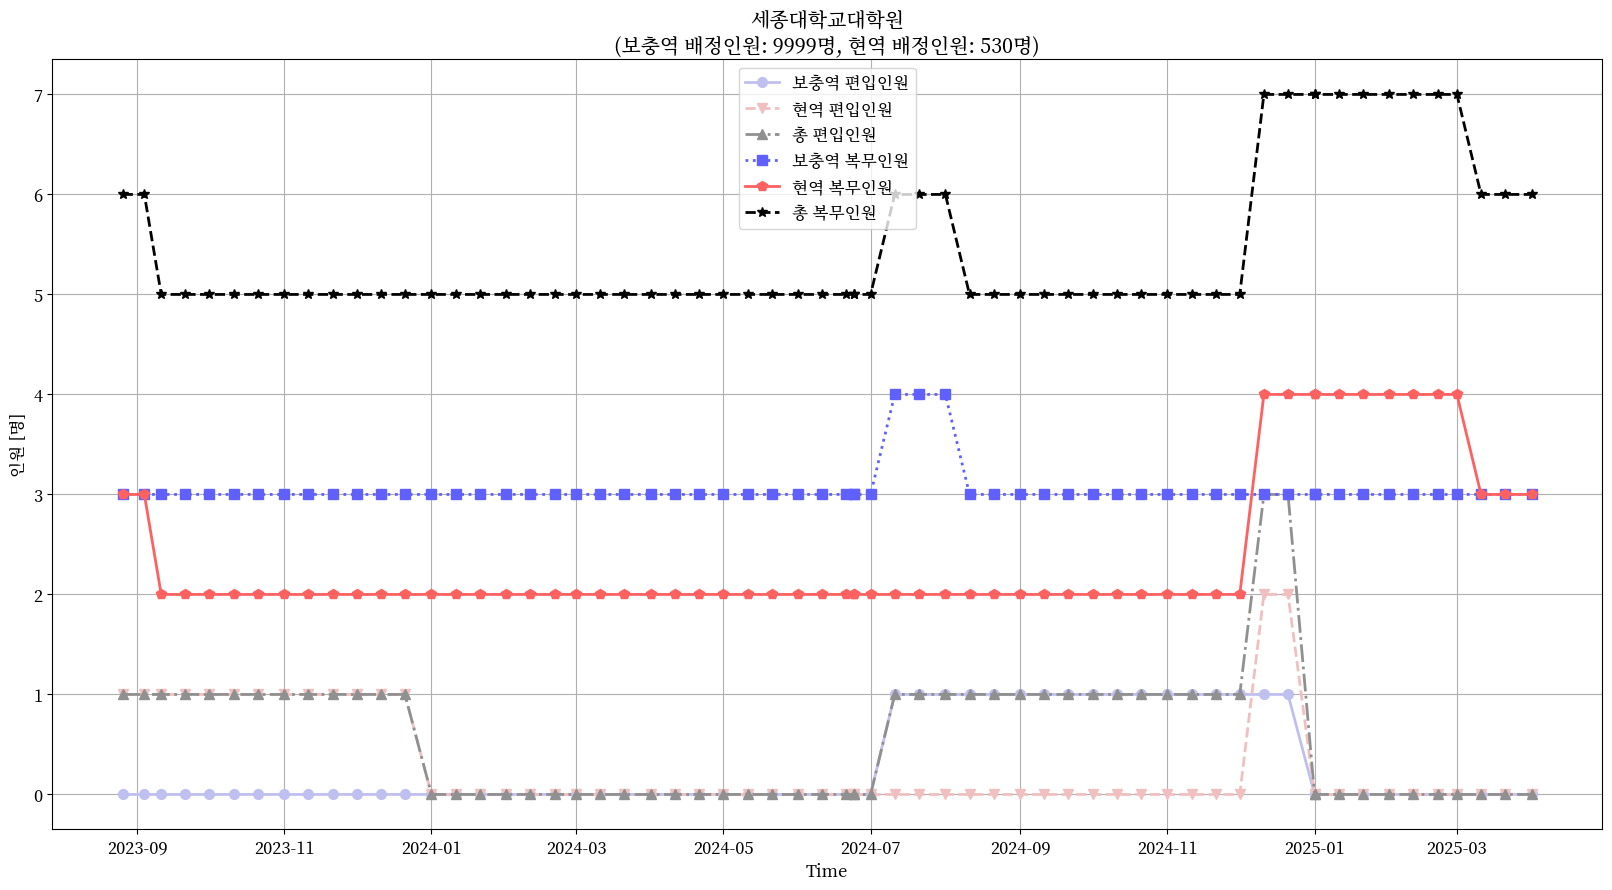 세종대학교대학원
(보충역 배정인원: 9999명, 현역 배정인원: 530명)
보충역 편입인원
현역 편입인원
총 편입인원
보충역 복무인원
현역 복무인원
총 복무인원
인원 [명]
7
6
5
4
3
2
1
0
2023-09
2023-11
2024-01
2024-03
2024-05
2024-07
2024-09
2024-11
2025-01
2025-03
Time